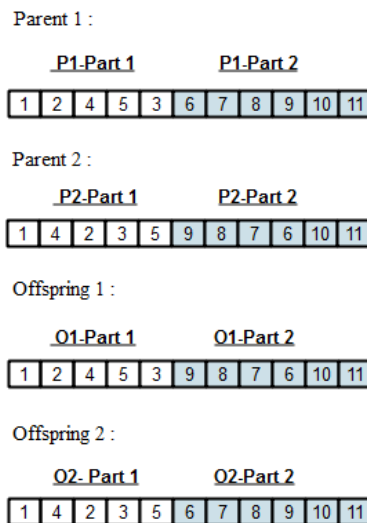 Parent 1 :
P1-Part 1 P1-Part 2
1 2 4 5 3 6 7 8 9 10 11
Parent 2 :
P2-Part 1 P2-Part 2
1 4 2 3 5 9 8 7 6 10 11
Offspring 1 :
O1-Part 1 O1-Part 2
1 2 4 5 3 9 8 7 6 10 11
Offspring 2 :
O2- Part 1 O2-Part 2
1 4 2 3 5 6 7 8 9 10 11